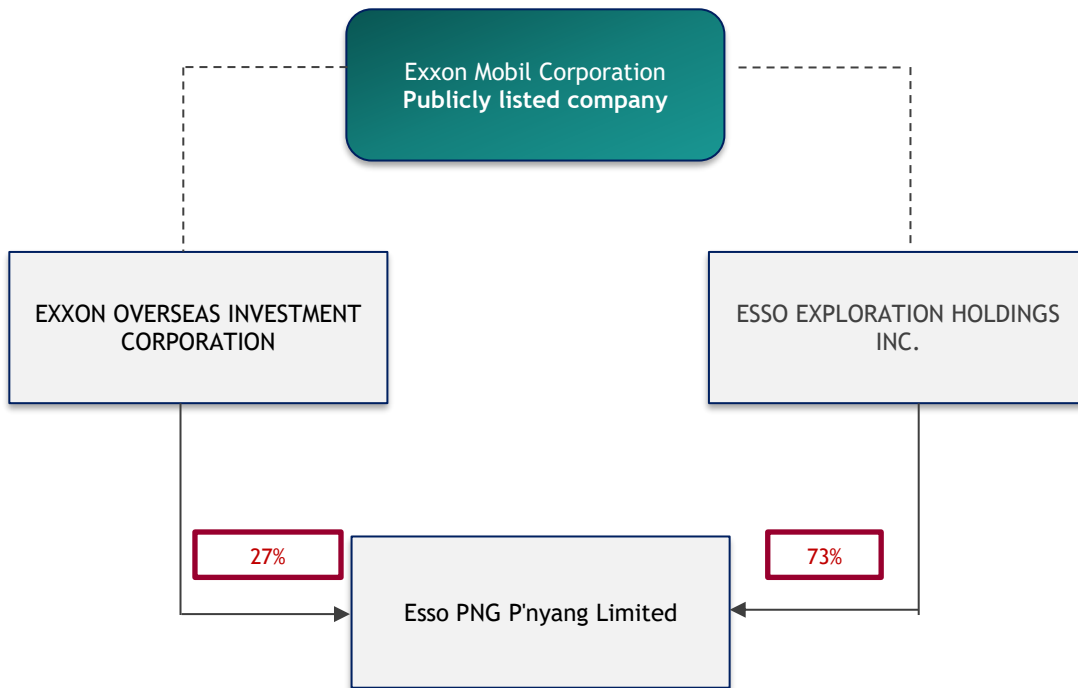 Exxon Mobil Corporation
Publicly listed company
EXXON OVERSEAS INVESTMENT
CORPORATION
ESSO EXPLORATION HOLDINGS
INC.
27%
73%
Esso PNG P'nyang Limited